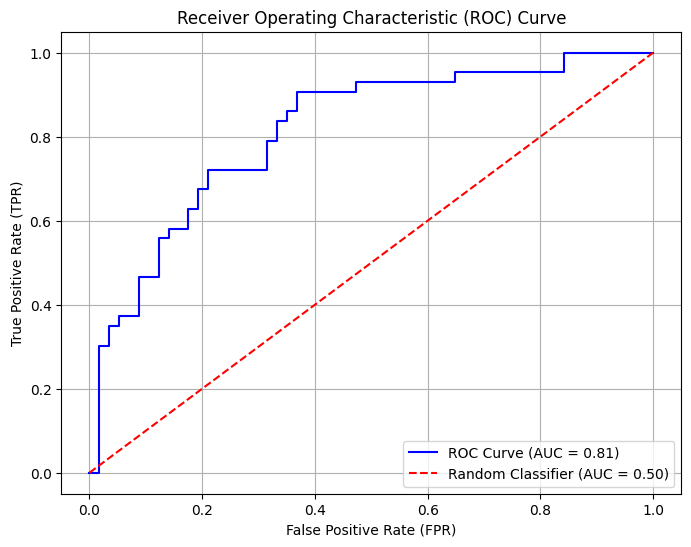 Receiver Operating Characteristic (ROC) Curve
True Positive Rate (TPR)
1.0
0.8
0.6
0.4
0.2
0.0
ROC Curve (AUC = 0.81)
Random Classifier (AUC = 0.50)
0.0 0.2 0.4 0.6 0.8 1.0
False Positive Rate (FPR)